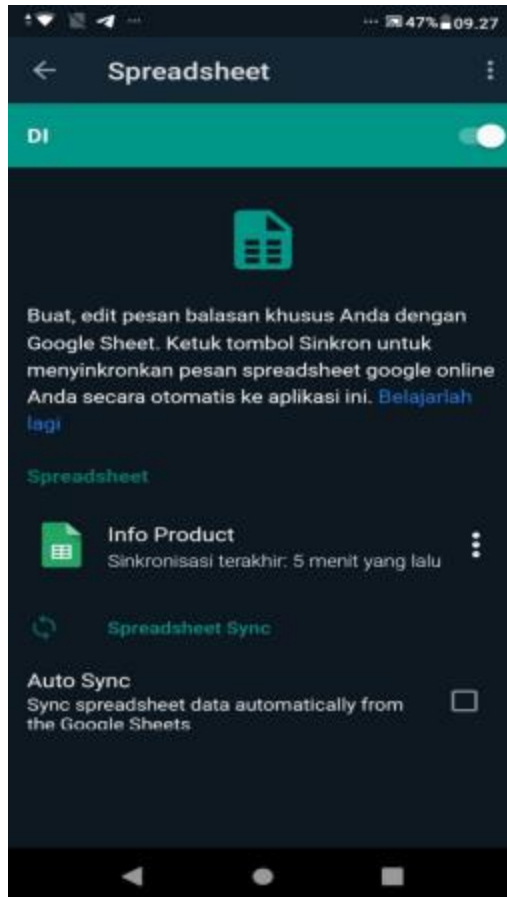 47% 09.27
Spreadsheet
DI
Buat, edit pesan balasan khusus Anda dengan
Google Sheet. Ketuk tombol Sinkron untuk
menyinkronkan pesan spreadsheet google online
Anda secara otomatis ke aplikasi ini. Belajarlah
lagi
Spreadsheet
Info Product
Sinkronisasi terakhir: 5 menit yang lalu
Spreadsheet Sync
Auto Sync
Sync spreadsheet data automatically from
the Google Sheets